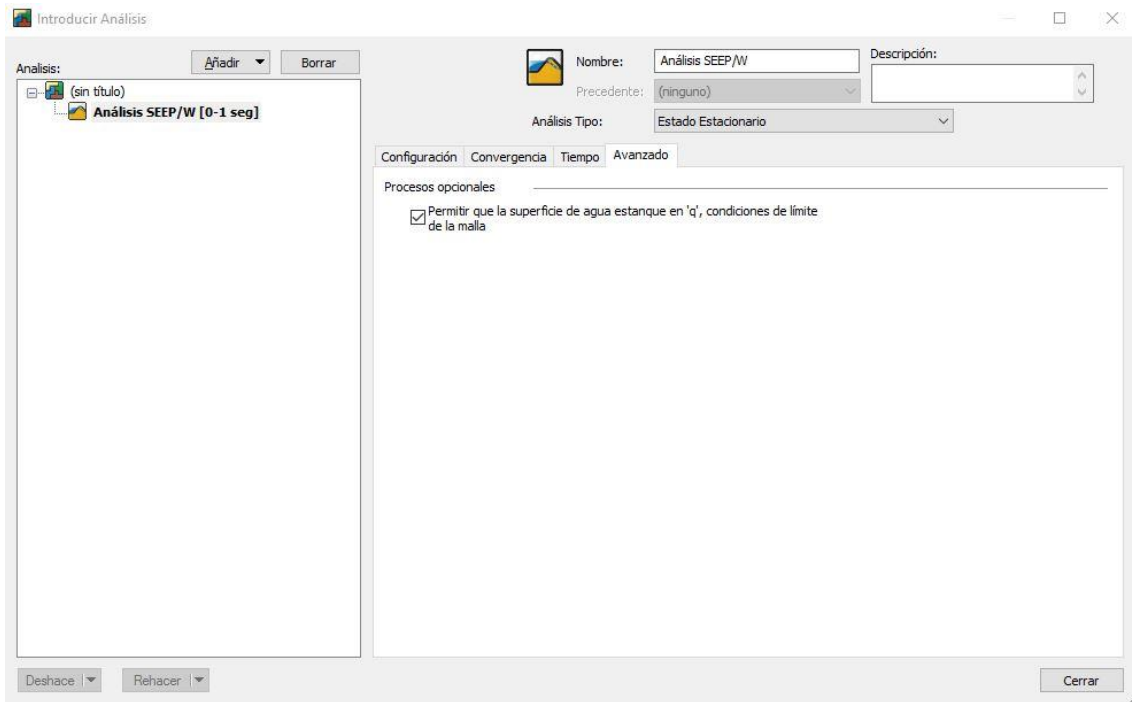 Introducir Análisis
Analisis:
Añadir
Borrar
(sin título)
Análisis SEEP/W [0-1 seg]
Nombre:
Análisis SEEP/W
Descripción:
Precedente:
(ninguno)
Análisis Tipo:
Estado Estacionario
Configuración
Convergencia
Tiempo
Avanzado
Procesos opcionales
Permitir que la superficie de agua estanque en 'q', condiciones de límite
de la malla
Deshace
Rehacer
Cerrar